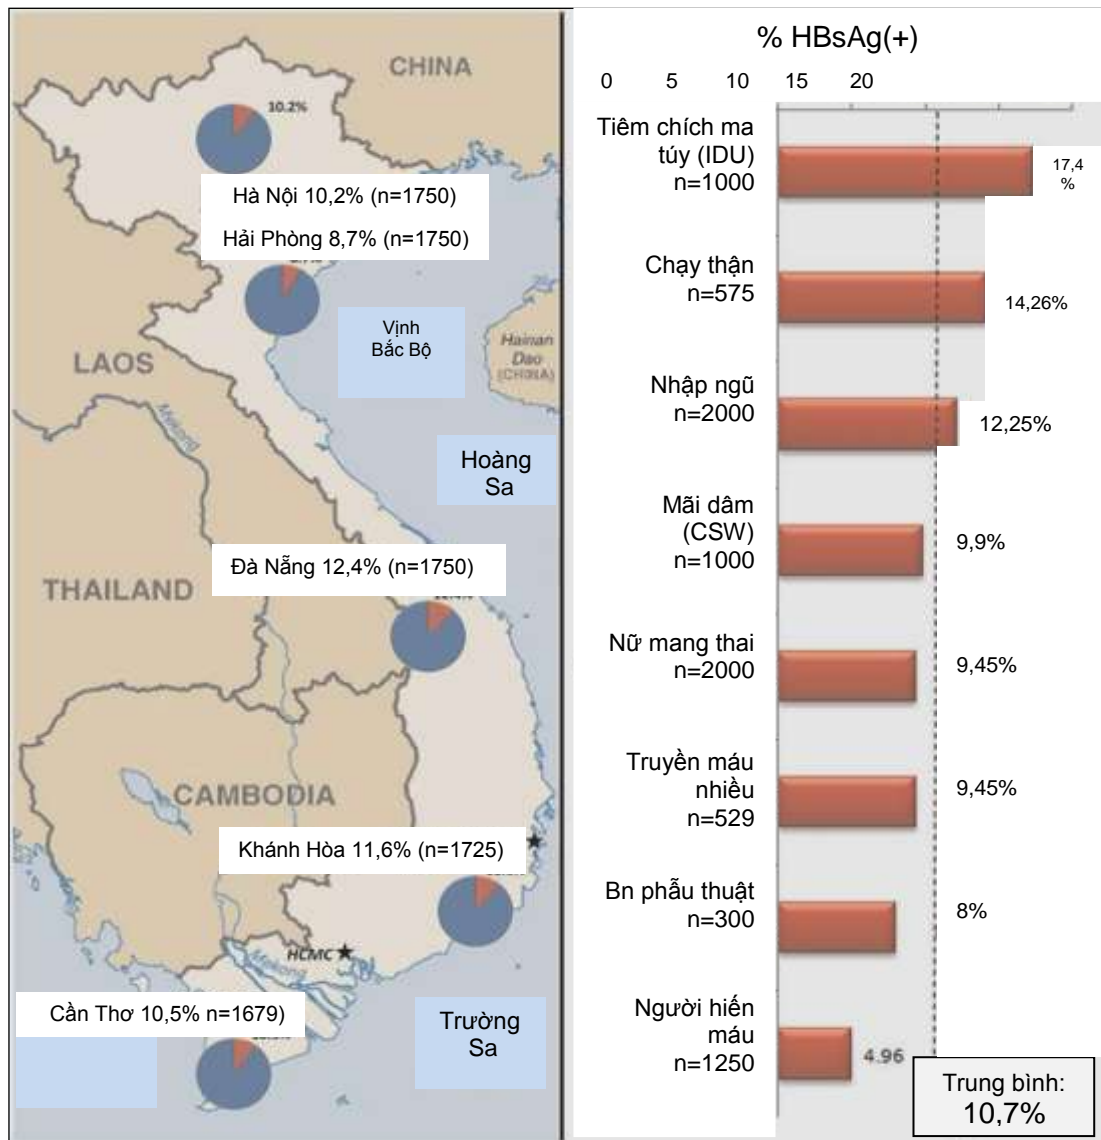 CHINA
10.2%
Hà Nội 10,2% (n=1750)
Hải Phòng 8,7% (n=1750)
Vịnh
Bắc Bộ
Hainan
Dao
(CHINA)
LAOS
Mekong
Hoàng
Sa
Đà Nẵng 12,4% (n=1750)
THAILAND
CAMBODIA
Khánh Hòa 11,6% (n=1725)
HCMC
Mekong
Cần Thơ 10,5% n=1679)
Trường
Sa
% HBsAg(+)
0 5 10 15 20
Tiêm chích ma
túy (IDU)
n=1000
17,4
%
Chạy thận
n=575
14,26%
Nhập ngũ
n=2000
12,25%
Mãi dâm
(CSW)
n=1000
9,9%
Nữ mang thai
n=2000
9,45%
Truyền máu
nhiều
n=529
9,45%
Bn phẫu thuật
n=300
8%
Người hiến
máu
n=1250
4.96
Trung bình:
10,7%